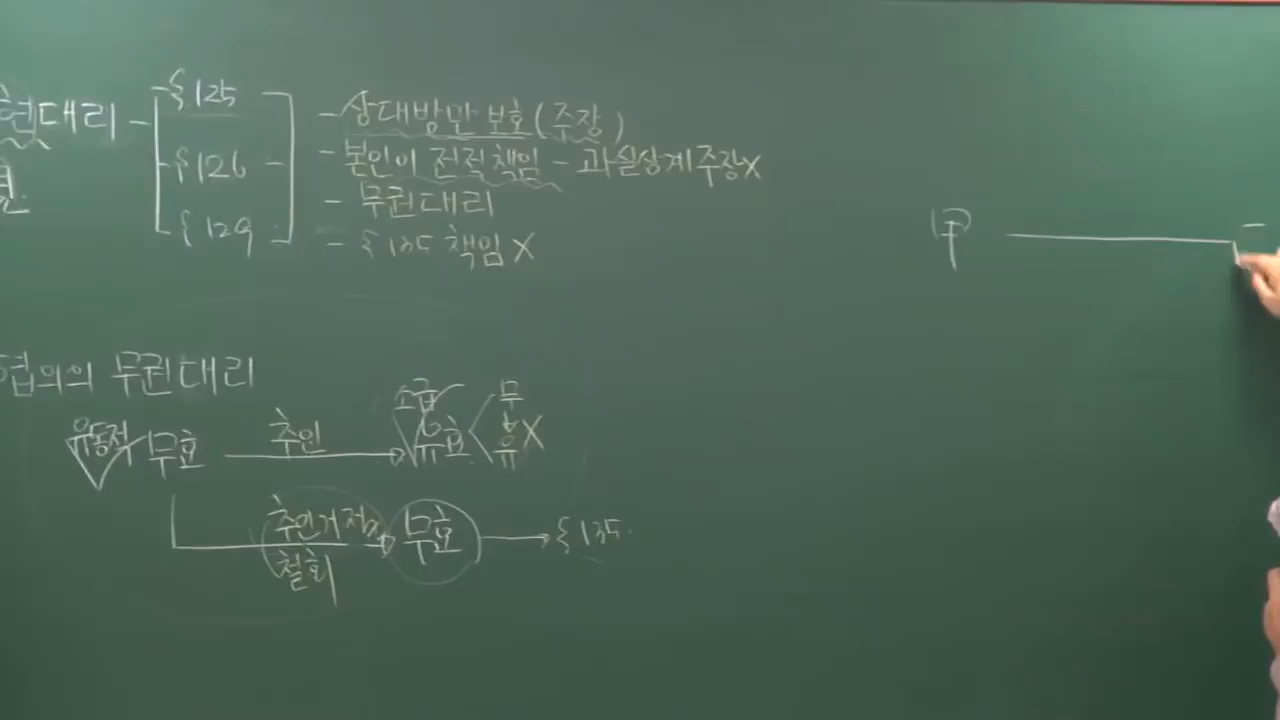 현대리 - §125
§126
§129
- 상대방만 보호(주장)
- 본인이 전적책임 - 과실상계주장X
- 무권대리
- §135 책임X
甲
협의의 무권대리
유동적 무효
추인
소급
유효
무
유
X
추인거절
철회
무효
§135